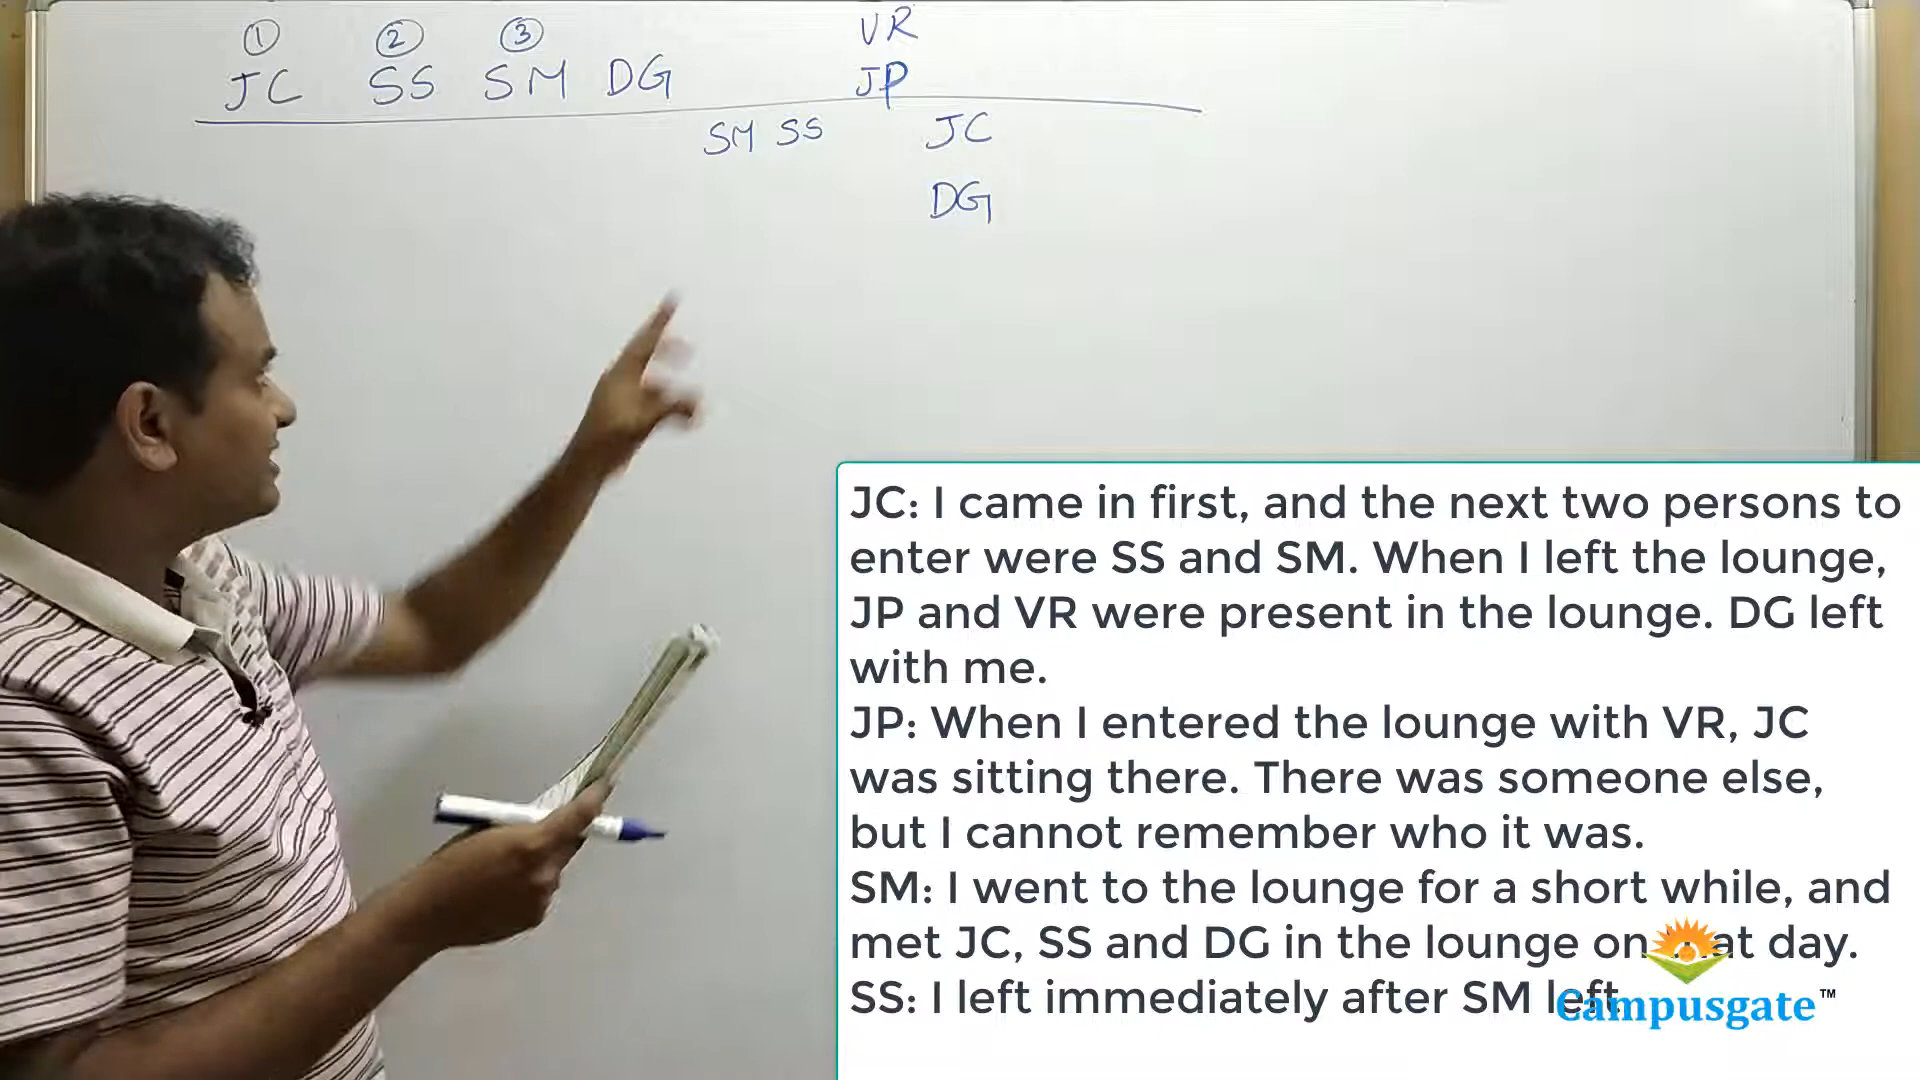 ① ② ③ VR
JC SS SM DG JP
SM SS JC
DG
JC: I came in first, and the next two persons to
enter were SS and SM. When I left the lounge,
JP and VR were present in the lounge. DG left
with me.
JP: When I entered the lounge with VR, JC
was sitting there. There was someone else,
but I cannot remember who it was.
SM: I went to the lounge for a short while, and
met JC, SS and DG in the lounge on that day.
SS: I left immediately after SM left.
Campusgate™